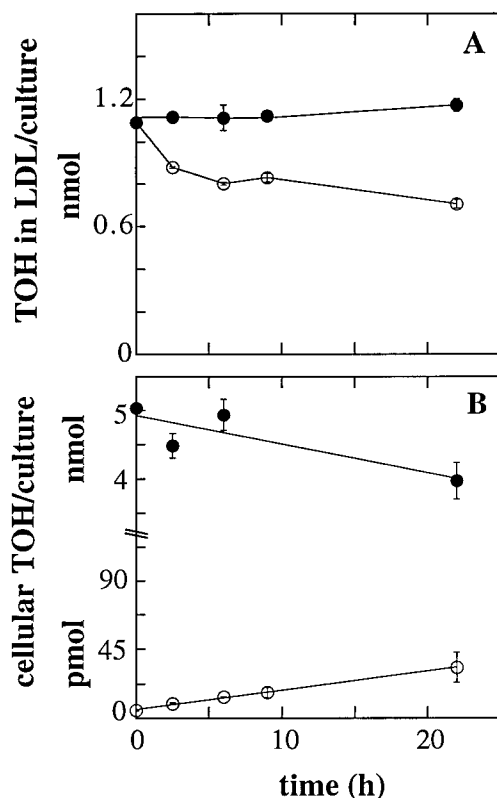 A
TOH in LDL/culture
nmol
1.2
0.6
0
B
cellular TOH/culture
nmol
pmol
5
4
90
45
0
0
10
20
time (h)